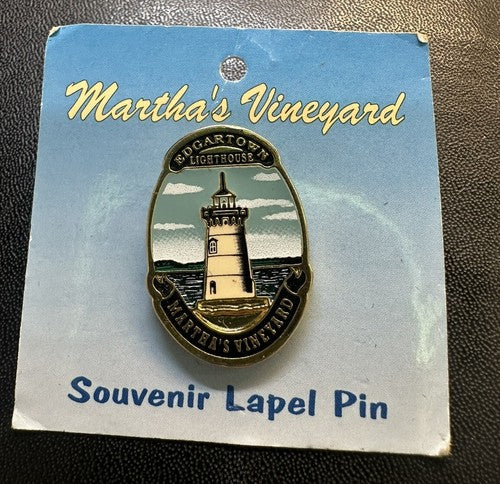 Martha's Vineyard
EDGARTOWN
LIGHTHOUSE
MARTHA'S VINEYARD
Souvenir Lapel Pin